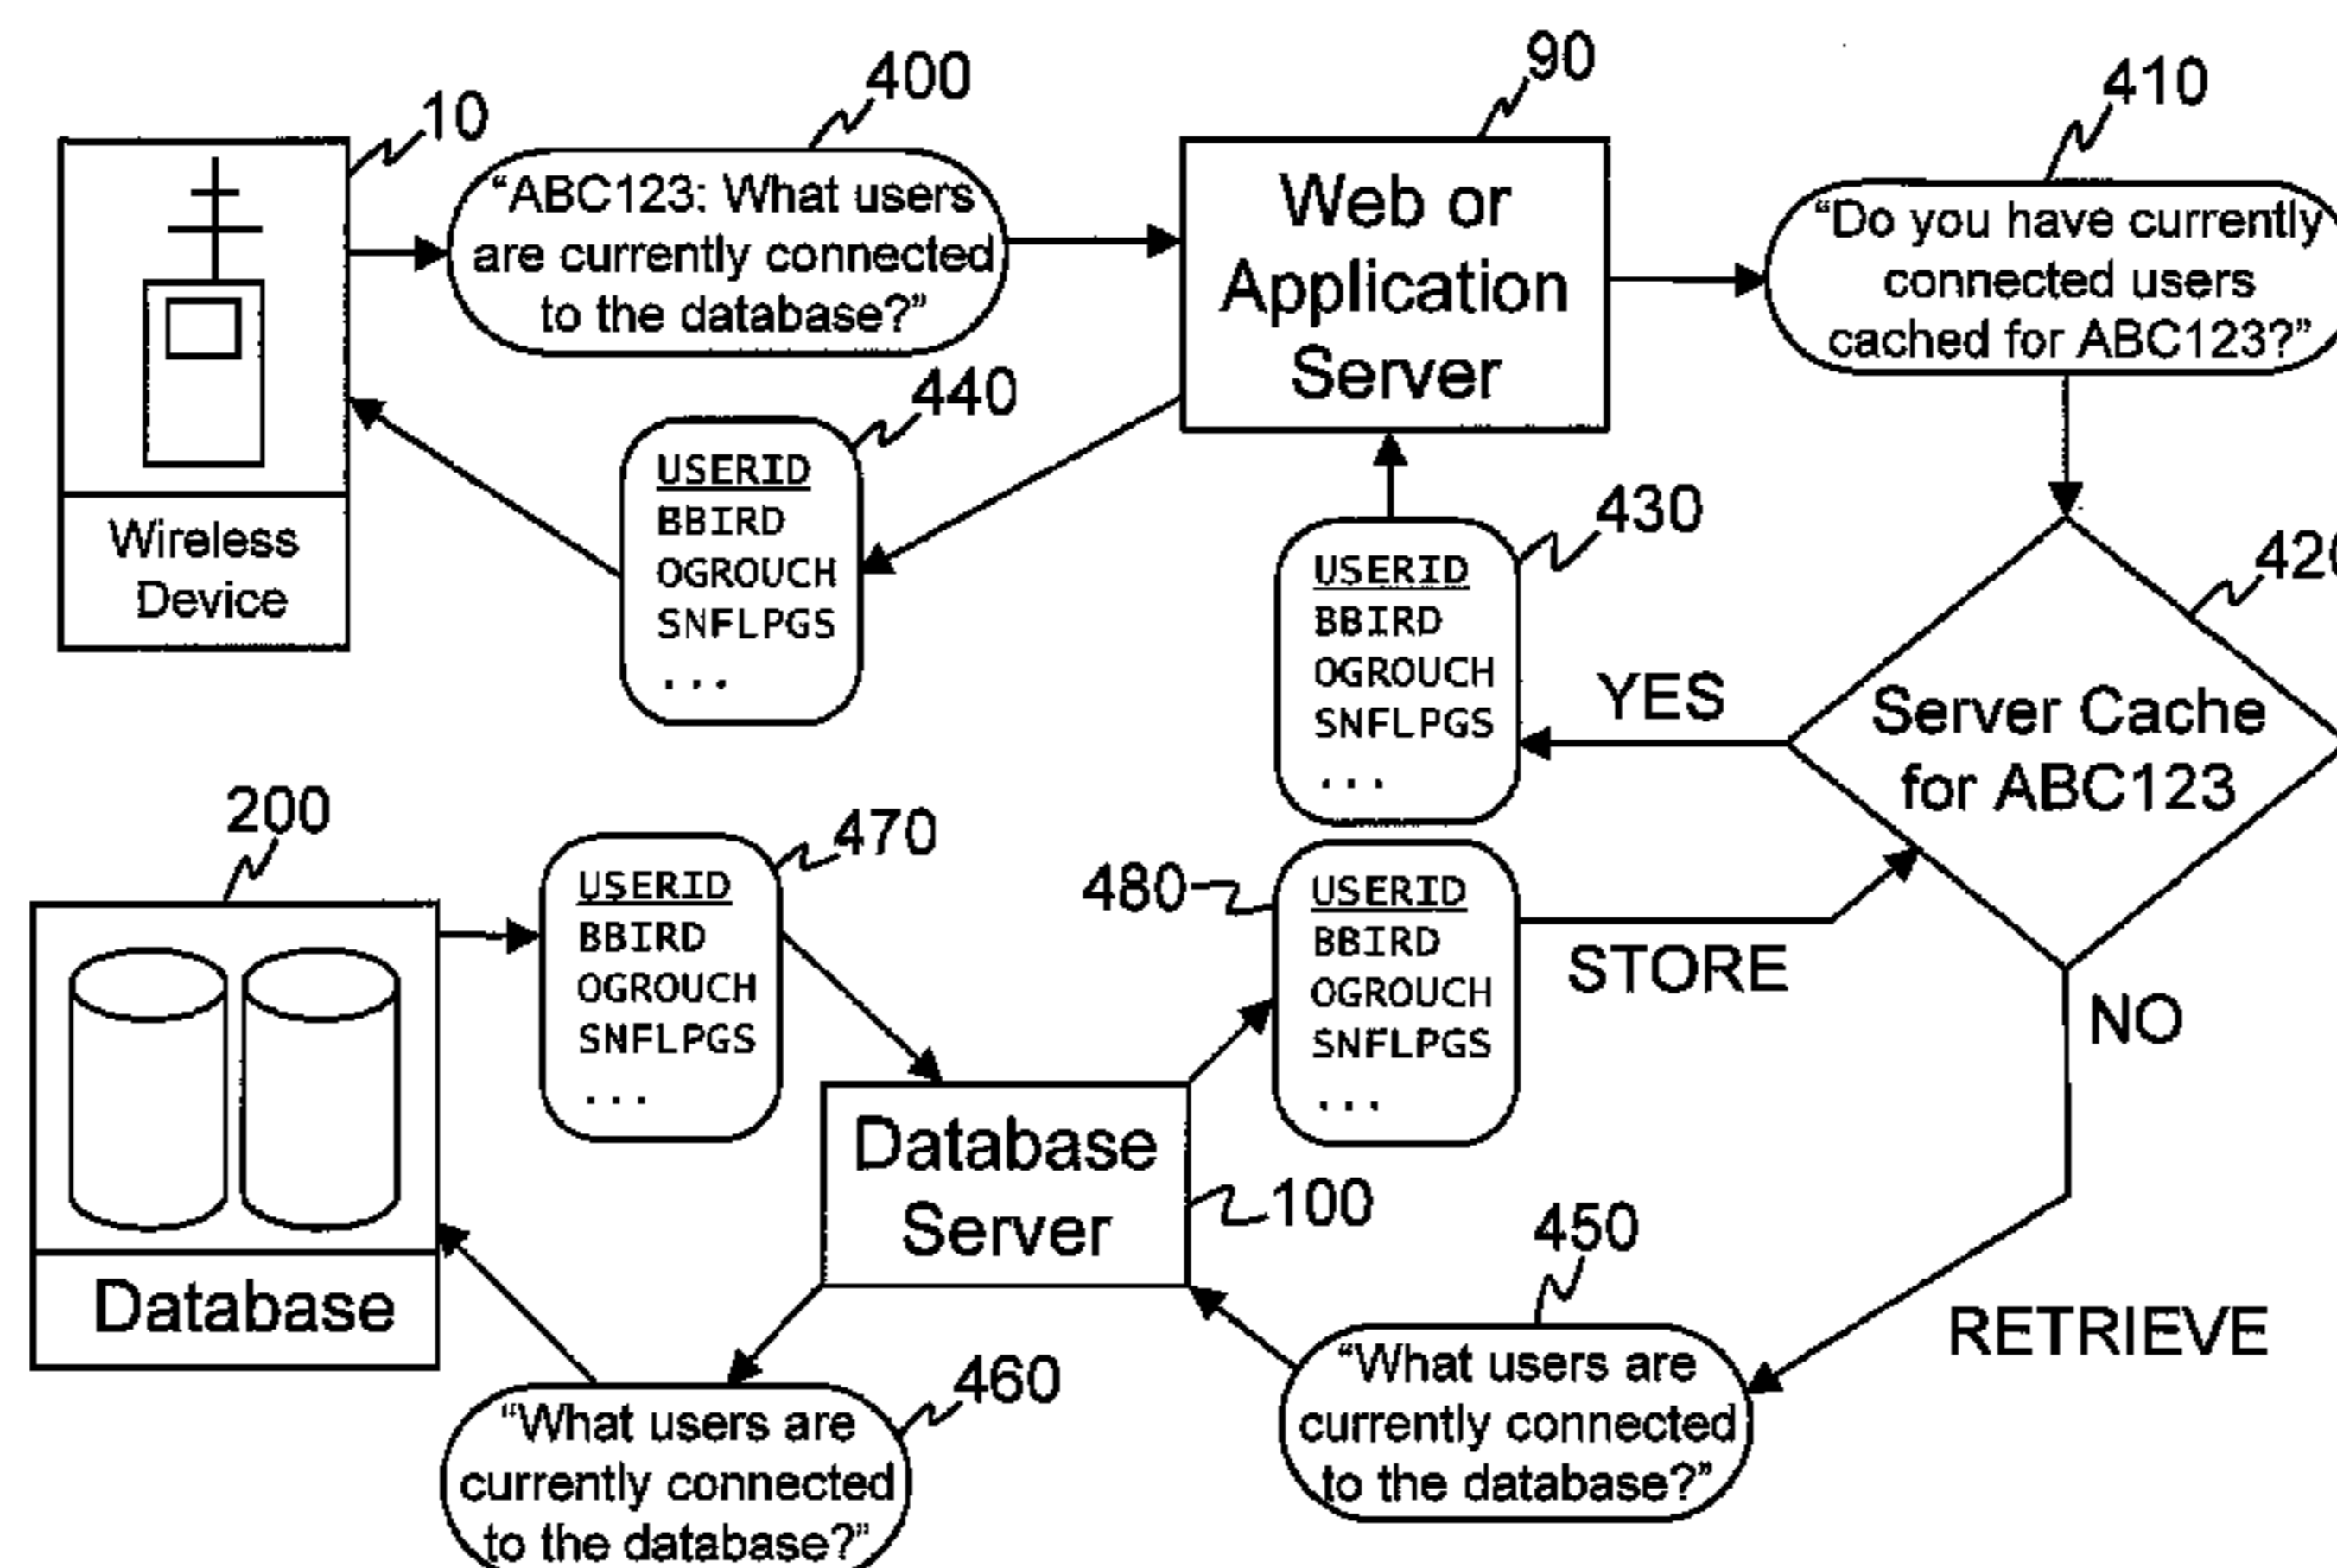 10
400
90
410
"ABC123: What users
are currently connected
to the database?"
Web or
Application
Server
"Do you have currently
connected users
cached for ABC123?"
Wireless
Device
440
USERID
BBIRD
OGROUCH
SNFLPGS
...
430
USERID
BBIRD
OGROUCH
SNFLPGS
...
YES
420
Server Cache
for ABC123
200
Database
470
USERID
BBIRD
OGROUCH
SNFLPGS
...
480
USERID
BBIRD
OGROUCH
SNFLPGS
...
STORE
NO
Database
Server
100
RETRIEVE
450
"What users are
currently connected
to the database?"
460
"What users are
currently connected
to the database?"